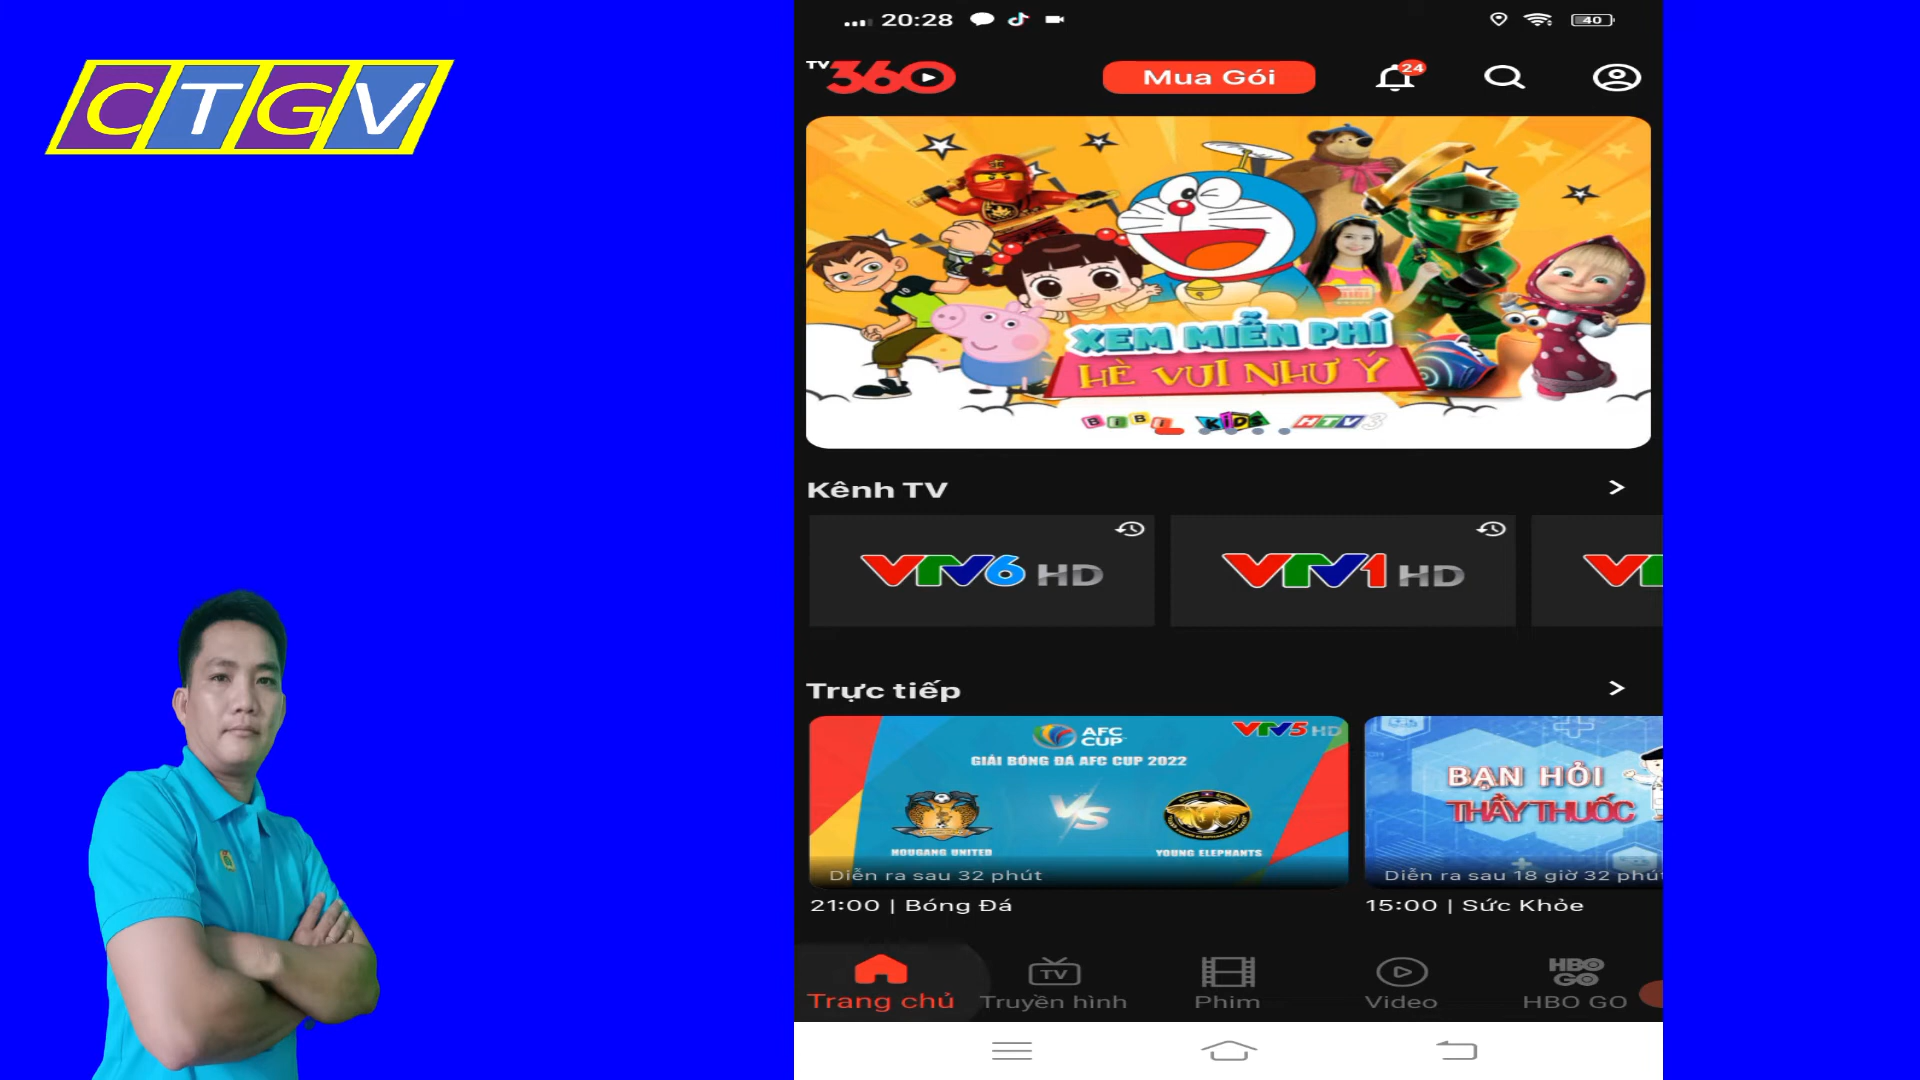 CTGV
20:28
40
TV360
Mua Gói
24
10
XEM MIỄN PHÍ
HÈ VUI NHƯ Ý
BiBi KiDS HTV3
Kênh TV
VTV6 HD
VTV1 HD
Trực tiếp
AFC CUP
VTV5 HD
GIẢI BÓNG ĐÁ AFC CUP 2022
VS
HOUGANG UNITED
YOUNG ELEPHANTS
Diễn ra sau 32 phút
21:00 | Bóng Đá
BẠN HỎI
THẦY THUỐC
Diễn ra sau 18 giờ 32 phút
15:00 | Sức Khỏe
Trang chủ
TV
Truyền hình
Phim
Video
HBO GO
HBO GO